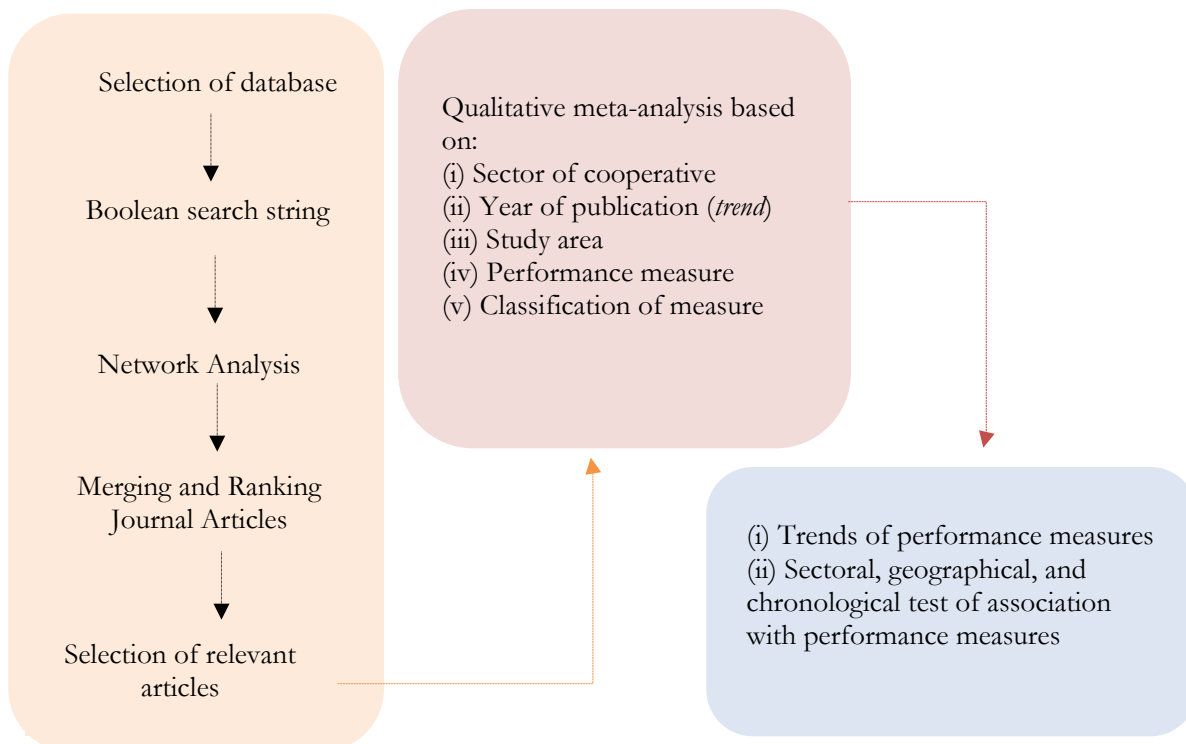 Selection of database
Boolean search string
Network Analysis
Merging and Ranking
Journal Articles
Selection of relevant
articles
Qualitative meta-analysis based
on:
(i) Sector of cooperative
(ii) Year of publication (trend)
(iii) Study area
(iv) Performance measure
(v) Classification of measure
(i) Trends of performance measures
(ii) Sectoral, geographical, and
chronological test of association
with performance measures